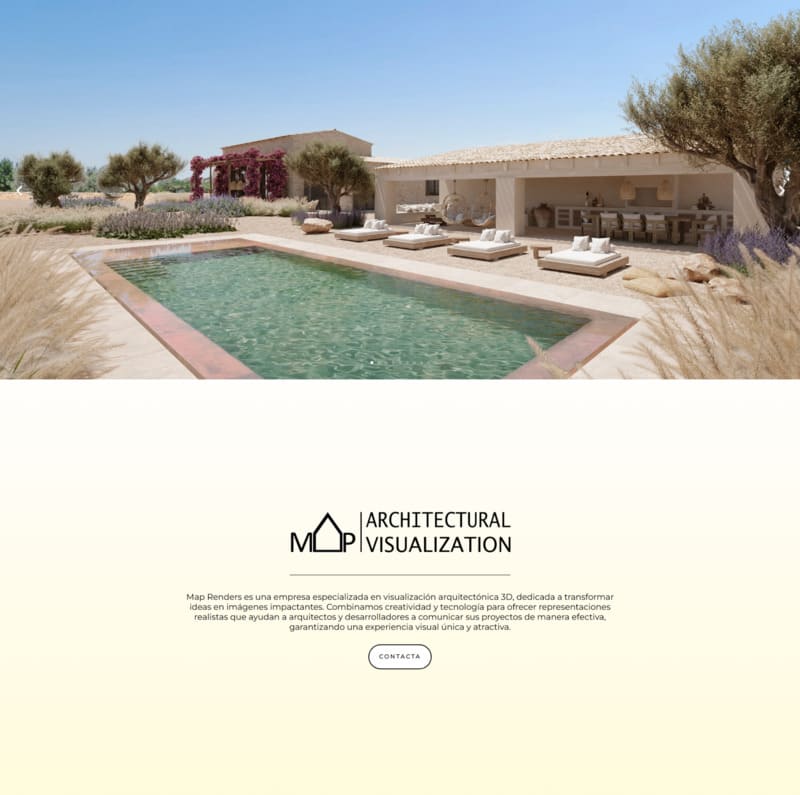 MAP ARCHITECTURAL
VISUALIZATION
Map Renders es una empresa especializada en visualización arquitectónica 3D, dedicada a transformar
ideas en imágenes impactantes. Combinamos creatividad y tecnología para ofrecer representaciones
realistas que ayudan a arquitectos y desarrolladores a comunicar sus proyectos de manera efectiva,
garantizando una experiencia visual única y atractiva.
CONTACTA